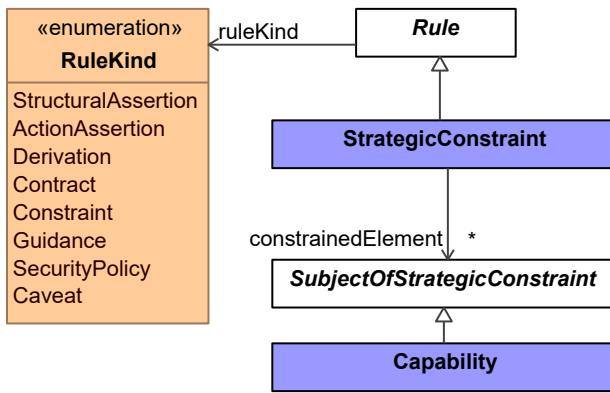 «enumeration»
RuleKind
StructuralAssertion
ActionAssertion
Derivation
Contract
Constraint
Guidance
SecurityPolicy
Caveat
ruleKind
Rule
StrategicConstraint
constrainedElement *
SubjectOfStrategicConstraint
Capability